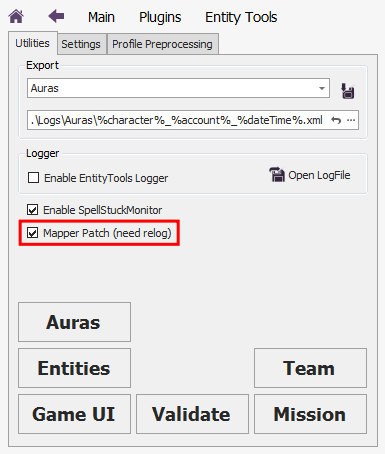 Main Plugins Entity Tools
Utilities Settings Profile Preprocessing
Export
Auras
.\Logs\Auras\%character%_%account%_%dateTime%.xml
Logger
Enable EntityTools Logger Open LogFile
Enable SpellStuckMonitor
Mapper Patch (need relog)
Auras
Entities Team
Game UI Validate Mission